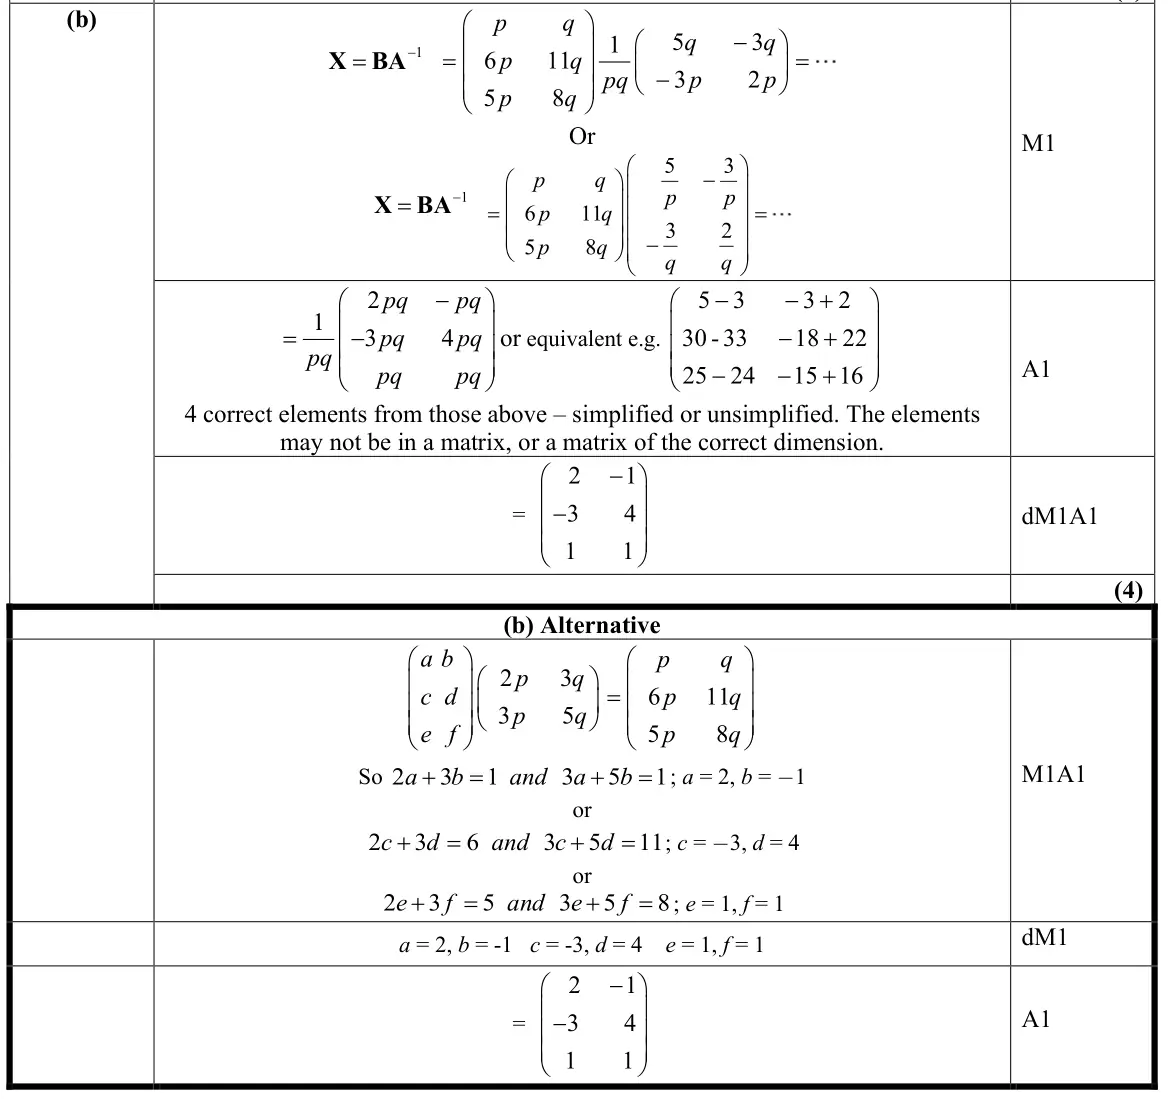 (b)
X = BA⁻¹ = ( p q ; 6p 11q ; 5p 8q ) 1/pq ( 5q −3q ; −3p 2p ) = ⋯
Or
X = BA⁻¹ = ( p q ; 6p 11q ; 5p 8q ) ( 5/p −3/p ; −3/q 2/q ) = ⋯
M1
= 1/pq ( 2pq −pq ; −3pq 4pq ; pq pq ) or equivalent e.g. ( 5−3 −3+2 ; 30-33 −18+22 ; 25−24 −15+16 )
4 correct elements from those above – simplified or unsimplified. The elements
may not be in a matrix, or a matrix of the correct dimension.
A1
= ( 2 −1 ; −3 4 ; 1 1 )
dM1A1
(4)
(b) Alternative
( a b ; c d ; e f ) ( 2p 3q ; 3p 5q ) = ( p q ; 6p 11q ; 5p 8q )
So 2a+3b=1 and 3a+5b=1; a = 2, b = −1
or
2c+3d = 6 and 3c+5d = 11; c = −3, d = 4
or
2e+3f = 5 and 3e+5f = 8; e = 1, f = 1
M1A1
a = 2, b = -1 c = -3, d = 4 e = 1, f = 1
dM1
= ( 2 −1 ; −3 4 ; 1 1 )
A1